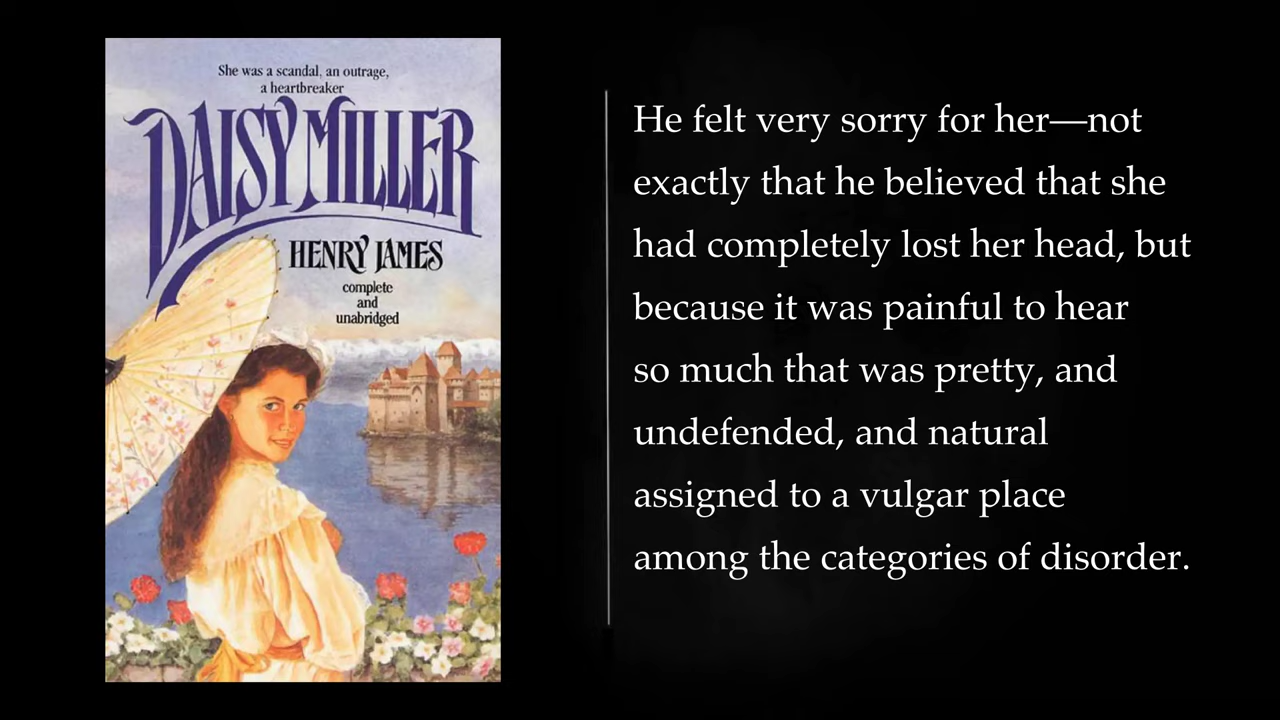 She was a scandal, an outrage,
a heartbreaker
DAISY MILLER
HENRY JAMES
complete
and
unabridged
He felt very sorry for her—not
exactly that he believed that she
had completely lost her head, but
because it was painful to hear
so much that was pretty, and
undefended, and natural
assigned to a vulgar place
among the categories of disorder.